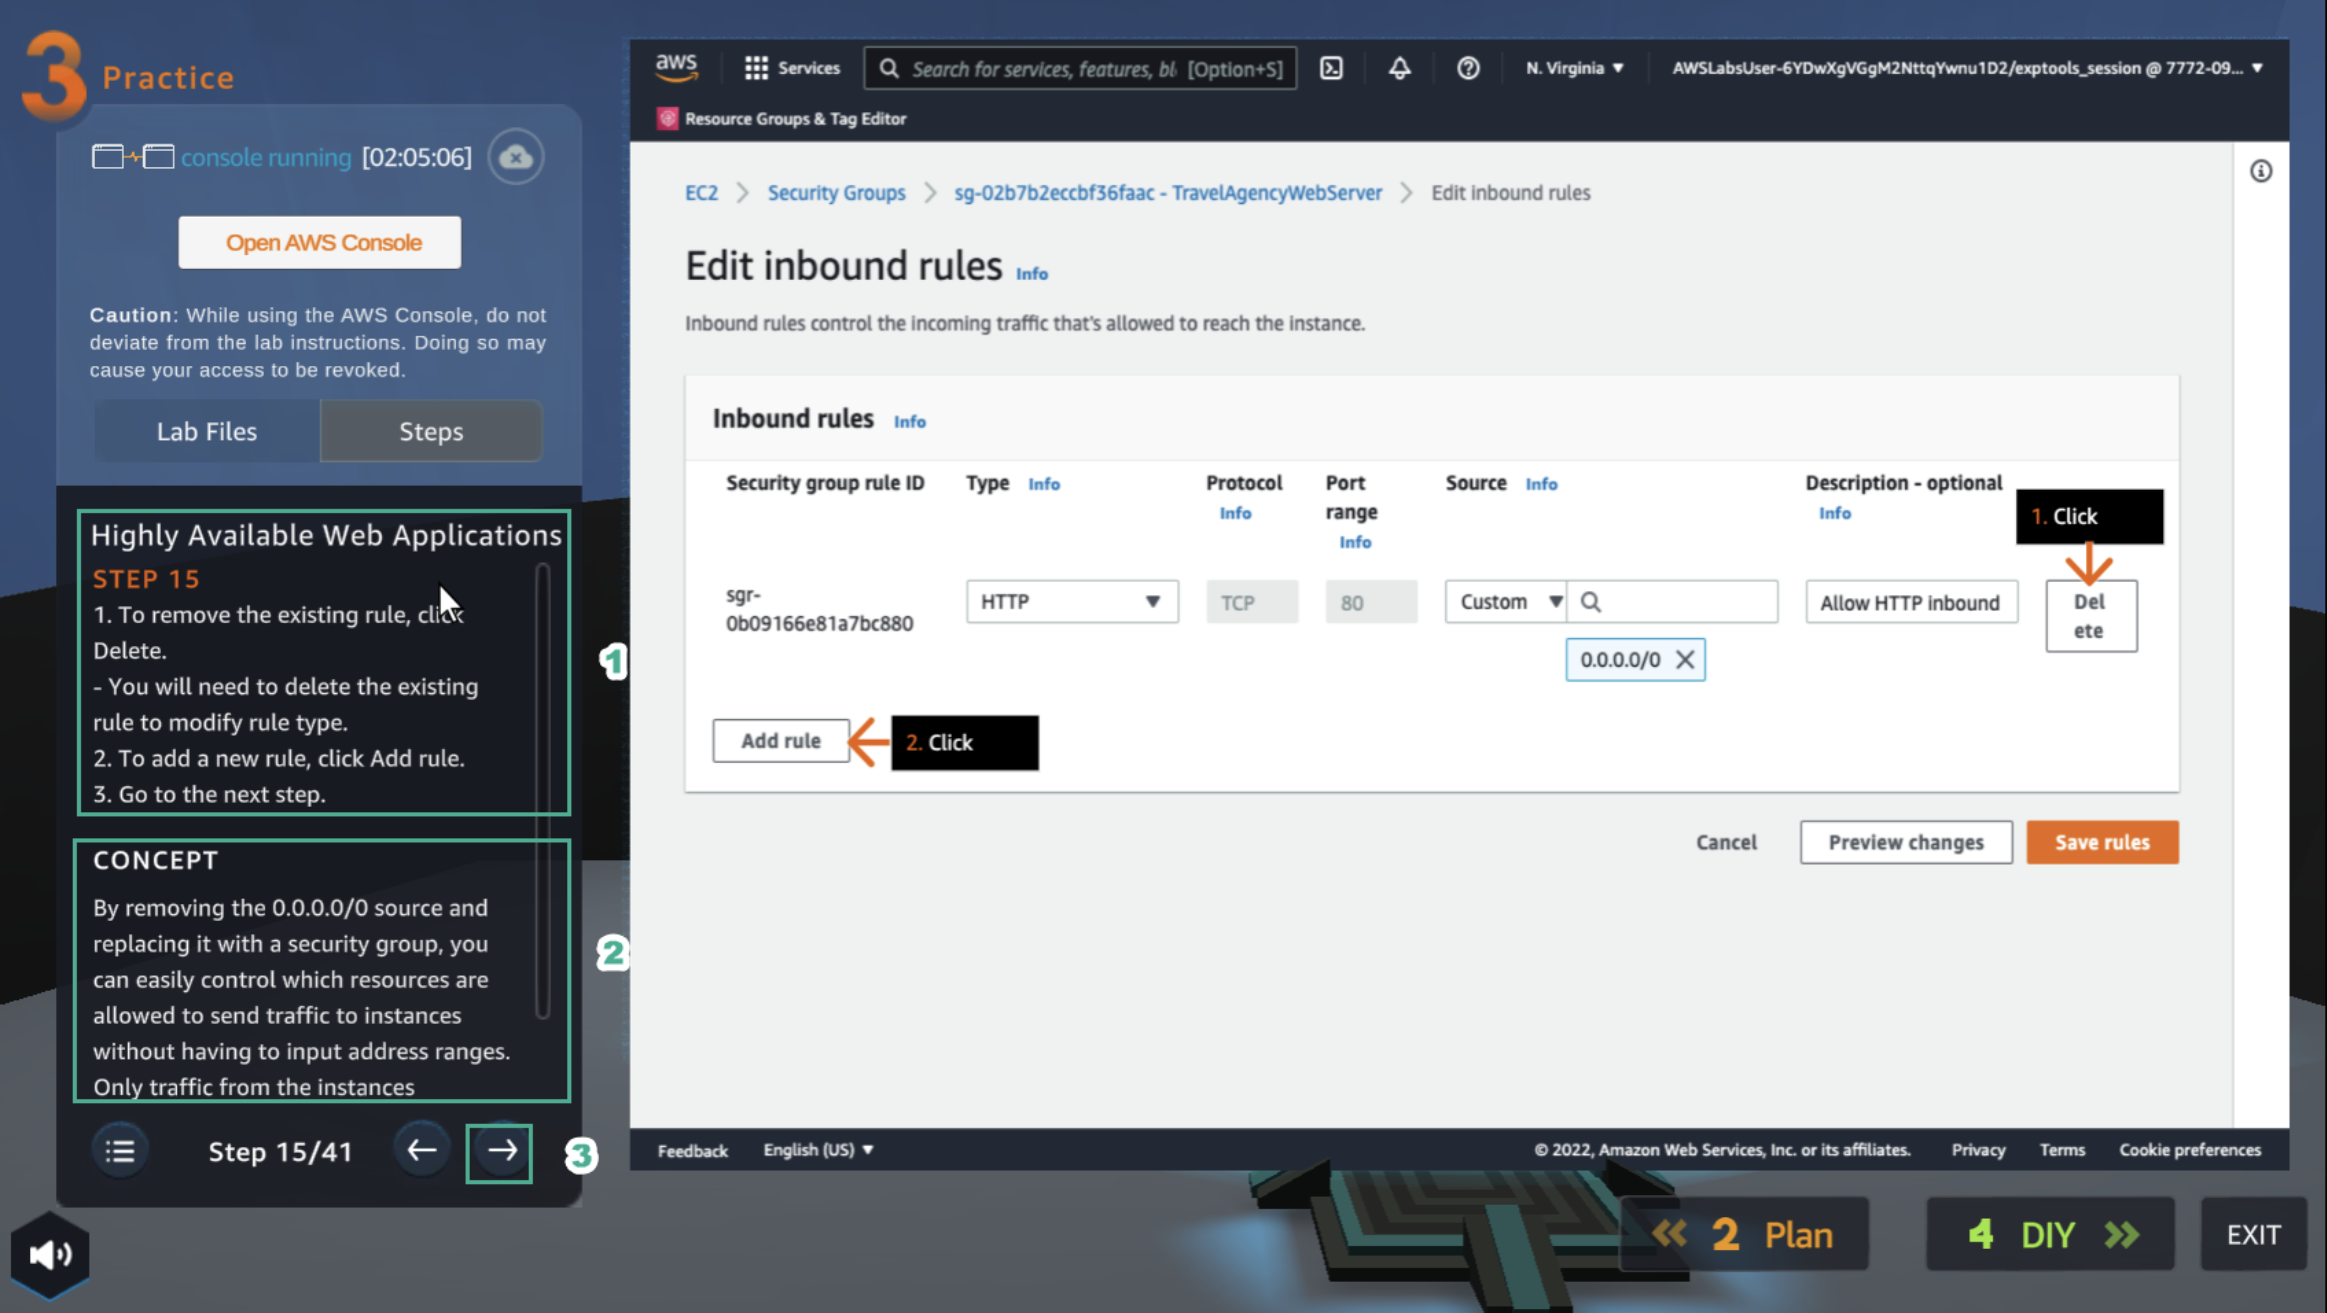 3 Practice
console running [02:05:06]
Open AWS Console
Caution: While using the AWS Console, do not
deviate from the lab instructions. Doing so may
cause your access to be revoked.
Lab Files
Steps
Highly Available Web Applications
STEP 15
1. To remove the existing rule, click
Delete.
- You will need to delete the existing
rule to modify rule type.
2. To add a new rule, click Add rule.
3. Go to the next step.
1
CONCEPT
By removing the 0.0.0.0/0 source and
replacing it with a security group, you
can easily control which resources are
allowed to send traffic to instances
without having to input address ranges.
Only traffic from the instances
2
Step 15/41
3
aws
Services
Search for services, features, bl [Option+S]
N. Virginia
AWSLabsUser-6YDwXgVGgM2NttqYwnu1D2/exptools_session @ 7772-09...
Resource Groups & Tag Editor
EC2 > Security Groups > sg-02b7b2eccbf36faac - TravelAgencyWebServer > Edit inbound rules
Edit inbound rules Info
Inbound rules control the incoming traffic that's allowed to reach the instance.
Inbound rules Info
Security group rule ID
Type Info
Protocol
Info
Port
range
Info
Source Info
Description - optional
Info
1. Click
sgr-
0b09166e81a7bc880
HTTP
TCP
80
Custom
0.0.0.0/0
Allow HTTP inbound
Del
ete
Add rule
2. Click
Cancel
Preview changes
Save rules
Feedback
English (US)
© 2022, Amazon Web Services, Inc. or its affiliates.
Privacy
Terms
Cookie preferences
2 Plan
4 DIY
EXIT